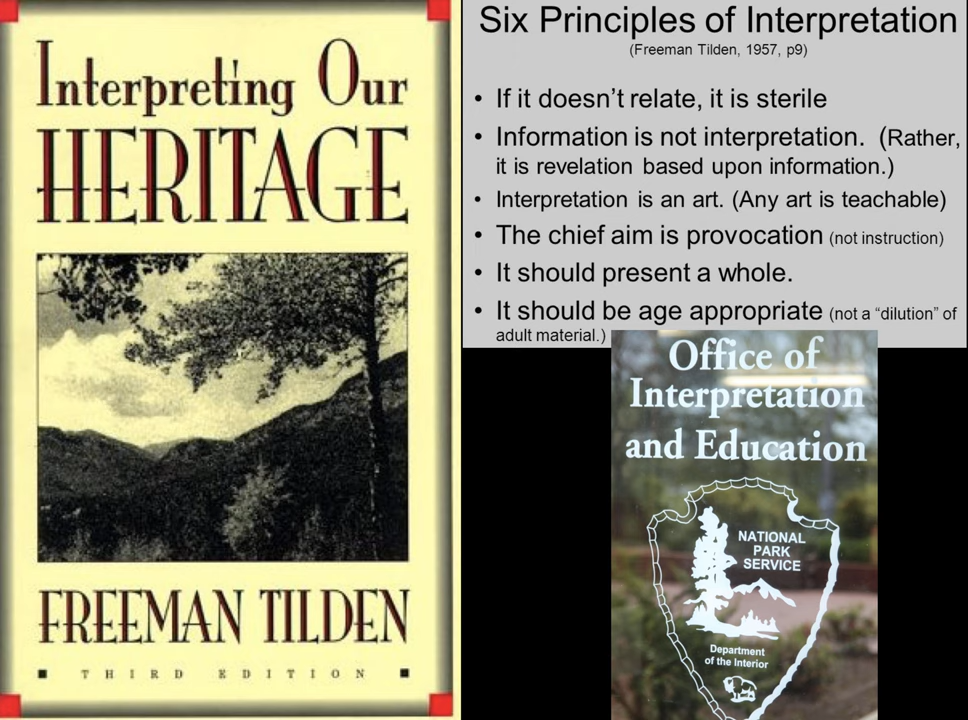 Interpreting Our
HERITAGE
FREEMAN TILDEN
THIRD EDITION
Six Principles of Interpretation
(Freeman Tilden, 1957, p9)
• If it doesn't relate, it is sterile
• Information is not interpretation. (Rather,
it is revelation based upon information.)
• Interpretation is an art. (Any art is teachable)
• The chief aim is provocation (not instruction)
• It should present a whole.
• It should be age appropriate (not a “dilution” of
adult material.)
Office of
Interpretation
and Education
NATIONAL
PARK
SERVICE
Department
of the Interior